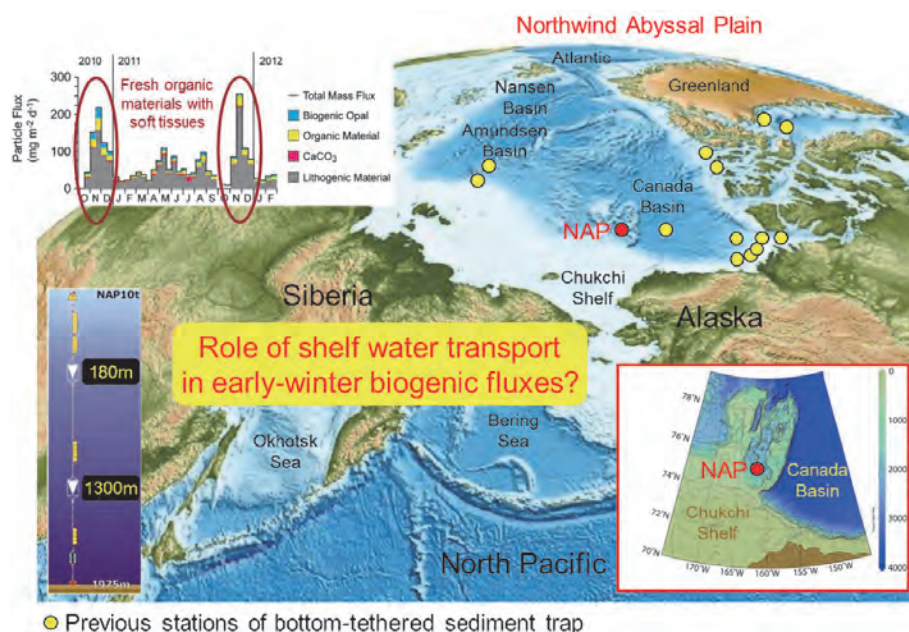 Northwind Abyssal Plain
2010 2011 2012
Fresh organic
materials with
soft tissues
Particle Flux
(mg m-2 d-1)
300
200
100
0
Total Mass Flux
Biogenic Opal
Organic Material
CaCO3
Lithogenic Material
O N D J F M A M J J A S O N D J F
Atlantic
Greenland
Nansen
Basin
Amundsen
Basin
Canada
Basin
NAP
Chukchi
Shelf
Siberia
Alaska
NAP10t
180m
1300m
1975m
Role of shelf water transport
in early-winter biogenic fluxes?
Okhotsk
Sea
Bering
Sea
North Pacific
78°N
76°N
74°N
72°N
70°N
170°W 165°W 160°W 155°W 150°W
NAP
Canada
Basin
Chukchi
Shelf
0
1000
2000
3000
4000
Previous stations of bottom-tethered sediment trap